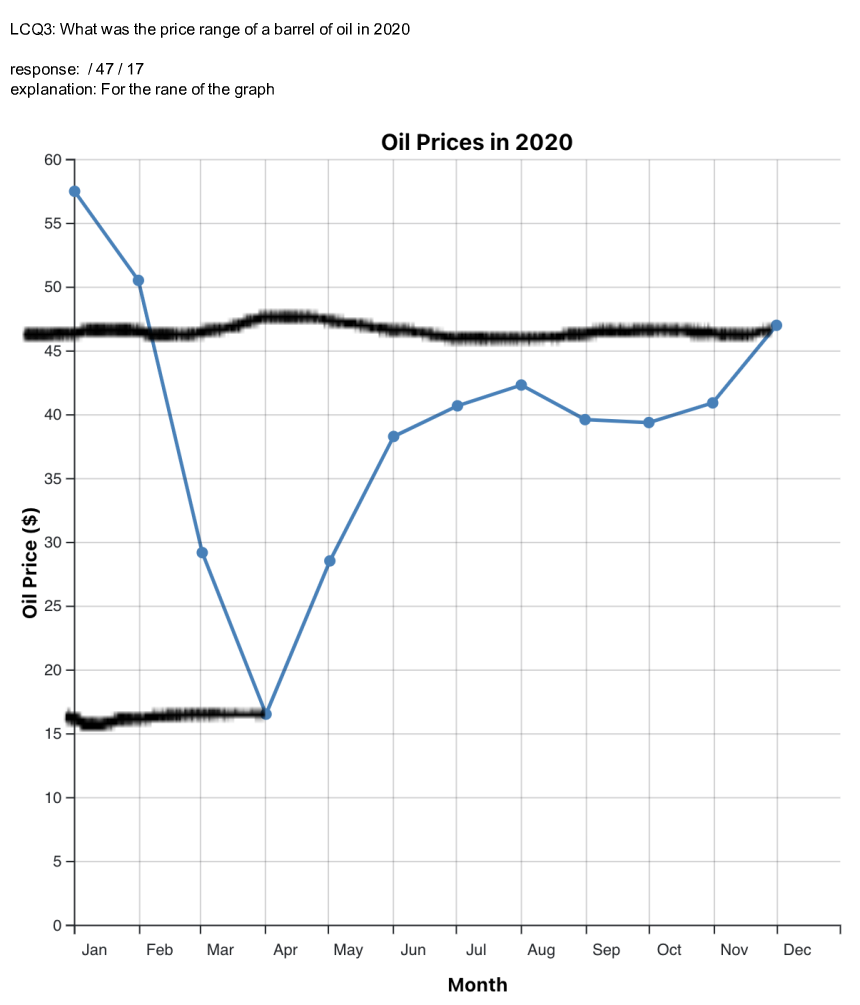 LCQ3: What was the price range of a barrel of oil in 2020
response:  / 47 / 17
explanation: For the rane of the graph
Oil Prices in 2020
60
55
50
45
40
35
30
25
20
15
10
5
0
Oil Price ($)
Jan Feb Mar Apr May Jun Jul Aug Sep Oct Nov Dec
Month